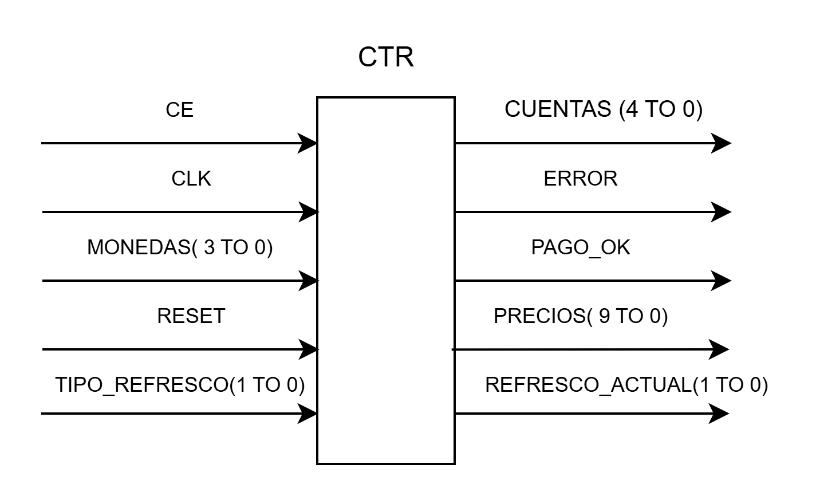 CTR
CE
CUENTAS (4 TO 0)
CLK
ERROR
MONEDAS( 3 TO 0)
PAGO_OK
RESET
PRECIOS( 9 TO 0)
TIPO_REFRESCO(1 TO 0)
REFRESCO_ACTUAL(1 TO 0)